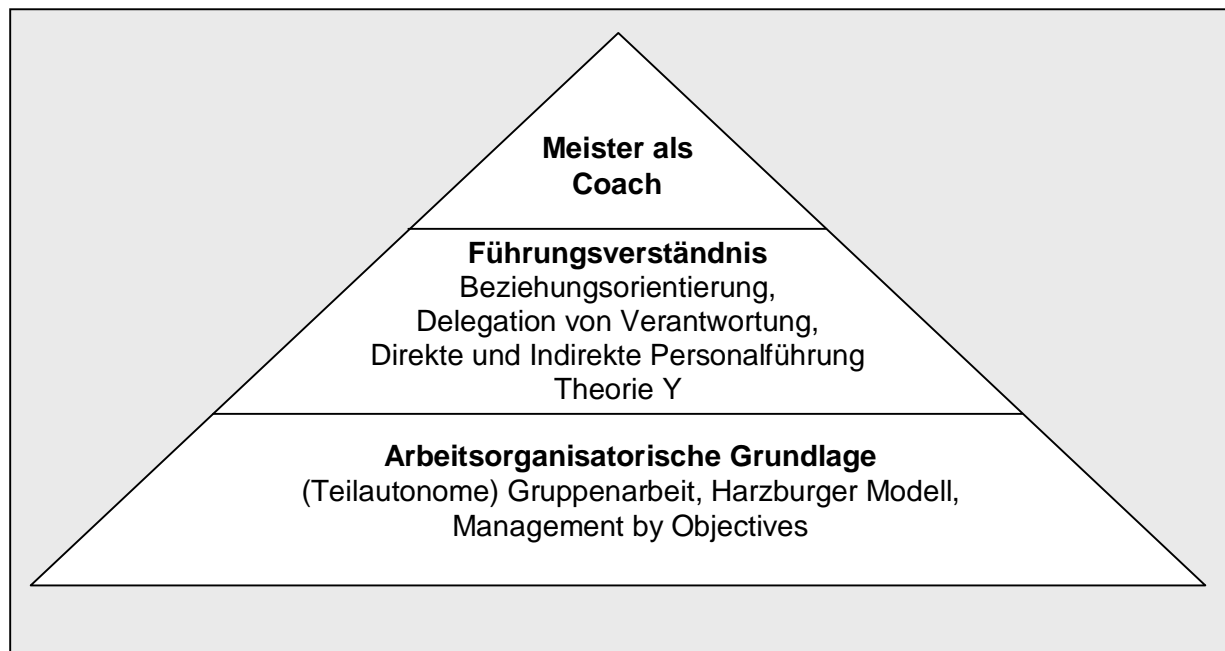 Meister als
Coach
Führungsverständnis
Beziehungsorientierung,
Delegation von Verantwortung,
Direkte und Indirekte Personalführung
Theorie Y
Arbeitsorganisatorische Grundlage
(Teilautonome) Gruppenarbeit, Harzburger Modell,
Management by Objectives